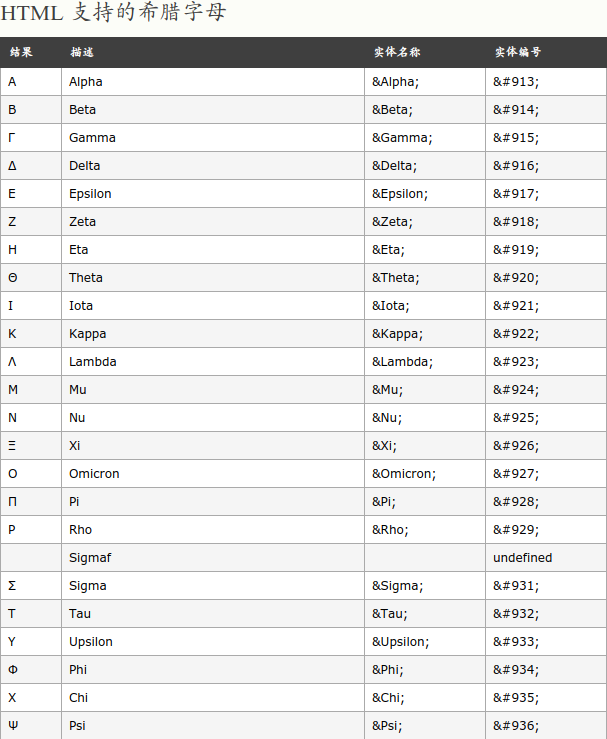 HTML 支持的希腊字母
结果 描述 实体名称 实体编号
Α Alpha &Alpha; &#913;
Β Beta &Beta; &#914;
Γ Gamma &Gamma; &#915;
Δ Delta &Delta; &#916;
Ε Epsilon &Epsilon; &#917;
Ζ Zeta &Zeta; &#918;
Η Eta &Eta; &#919;
Θ Theta &Theta; &#920;
Ι Iota &Iota; &#921;
Κ Kappa &Kappa; &#922;
Λ Lambda &Lambda; &#923;
Μ Mu &Mu; &#924;
Ν Nu &Nu; &#925;
Ξ Xi &Xi; &#926;
Ο Omicron &Omicron; &#927;
Π Pi &Pi; &#928;
Ρ Rho &Rho; &#929;
Sigmaf undefined
Σ Sigma &Sigma; &#931;
Τ Tau &Tau; &#932;
Υ Upsilon &Upsilon; &#933;
Φ Phi &Phi; &#934;
Χ Chi &Chi; &#935;
Ψ Psi &Psi; &#936;